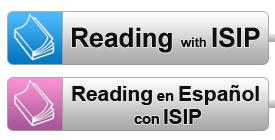 Reading with ISIP
Reading en Español
con ISIP